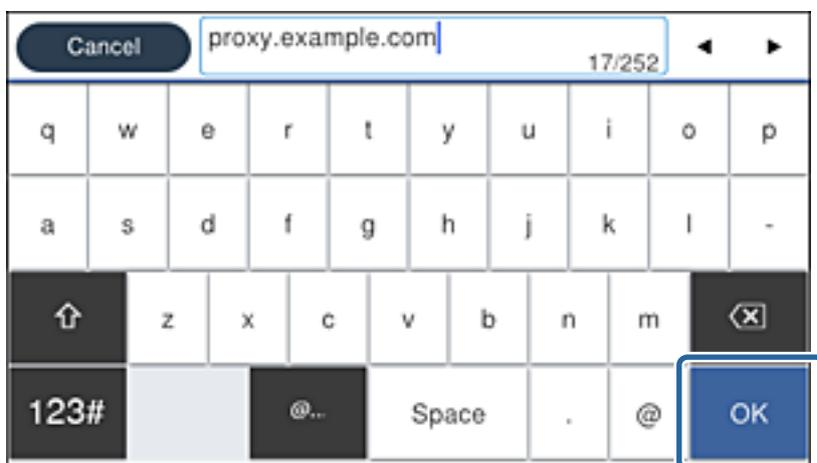 Cancel proxy.example.com
17/252
q w e r t y u i o p
a s d f g h j k l -
z x c v b n m
123# @... Space . @ OK